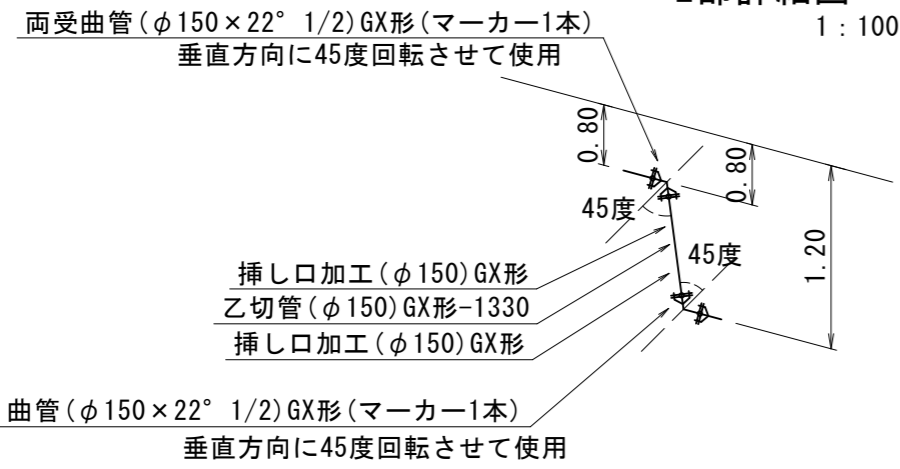 1：100
両受曲管(φ150×22° 1/2)GX形(マーカー1本)
垂直方向に45度回転させて使用
0.80
0.80
45度
1.20
45度
挿し口加工(φ150)GX形
乙切管(φ150)GX形-1330
挿し口加工(φ150)GX形
曲管(φ150×22° 1/2)GX形(マーカー1本)
垂直方向に45度回転させて使用